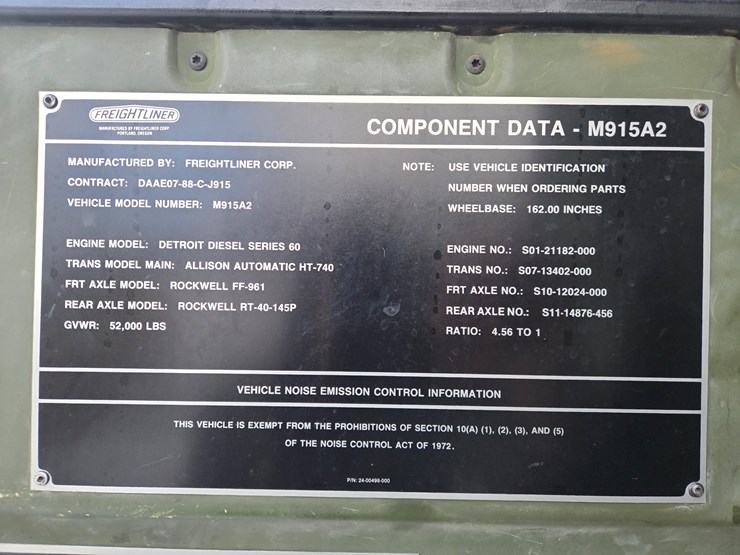 FREIGHTLINER
MANUFACTURED BY FREIGHTLINER CORP.
PORTLAND, OREGON
COMPONENT DATA - M915A2
MANUFACTURED BY: FREIGHTLINER CORP.
CONTRACT: DAAE07-88-C-J915
VEHICLE MODEL NUMBER: M915A2
NOTE: USE VEHICLE IDENTIFICATION
NUMBER WHEN ORDERING PARTS
WHEELBASE: 162.00 INCHES
ENGINE MODEL: DETROIT DIESEL SERIES 60
TRANS MODEL MAIN: ALLISON AUTOMATIC HT-740
FRT AXLE MODEL: ROCKWELL FF-961
REAR AXLE MODEL: ROCKWELL RT-40-145P
GVWR: 52,000 LBS
ENGINE NO.: S01-21182-000
TRANS NO.: S07-13402-000
FRT AXLE NO.: S10-12024-000
REAR AXLE NO.: S11-14876-456
RATIO: 4.56 TO 1
VEHICLE NOISE EMISSION CONTROL INFORMATION
THIS VEHICLE IS EXEMPT FROM THE PROHIBITIONS OF SECTION 10(A) (1), (2), (3), AND (5)
OF THE NOISE CONTROL ACT OF 1972.
P/N: 24-00498-000